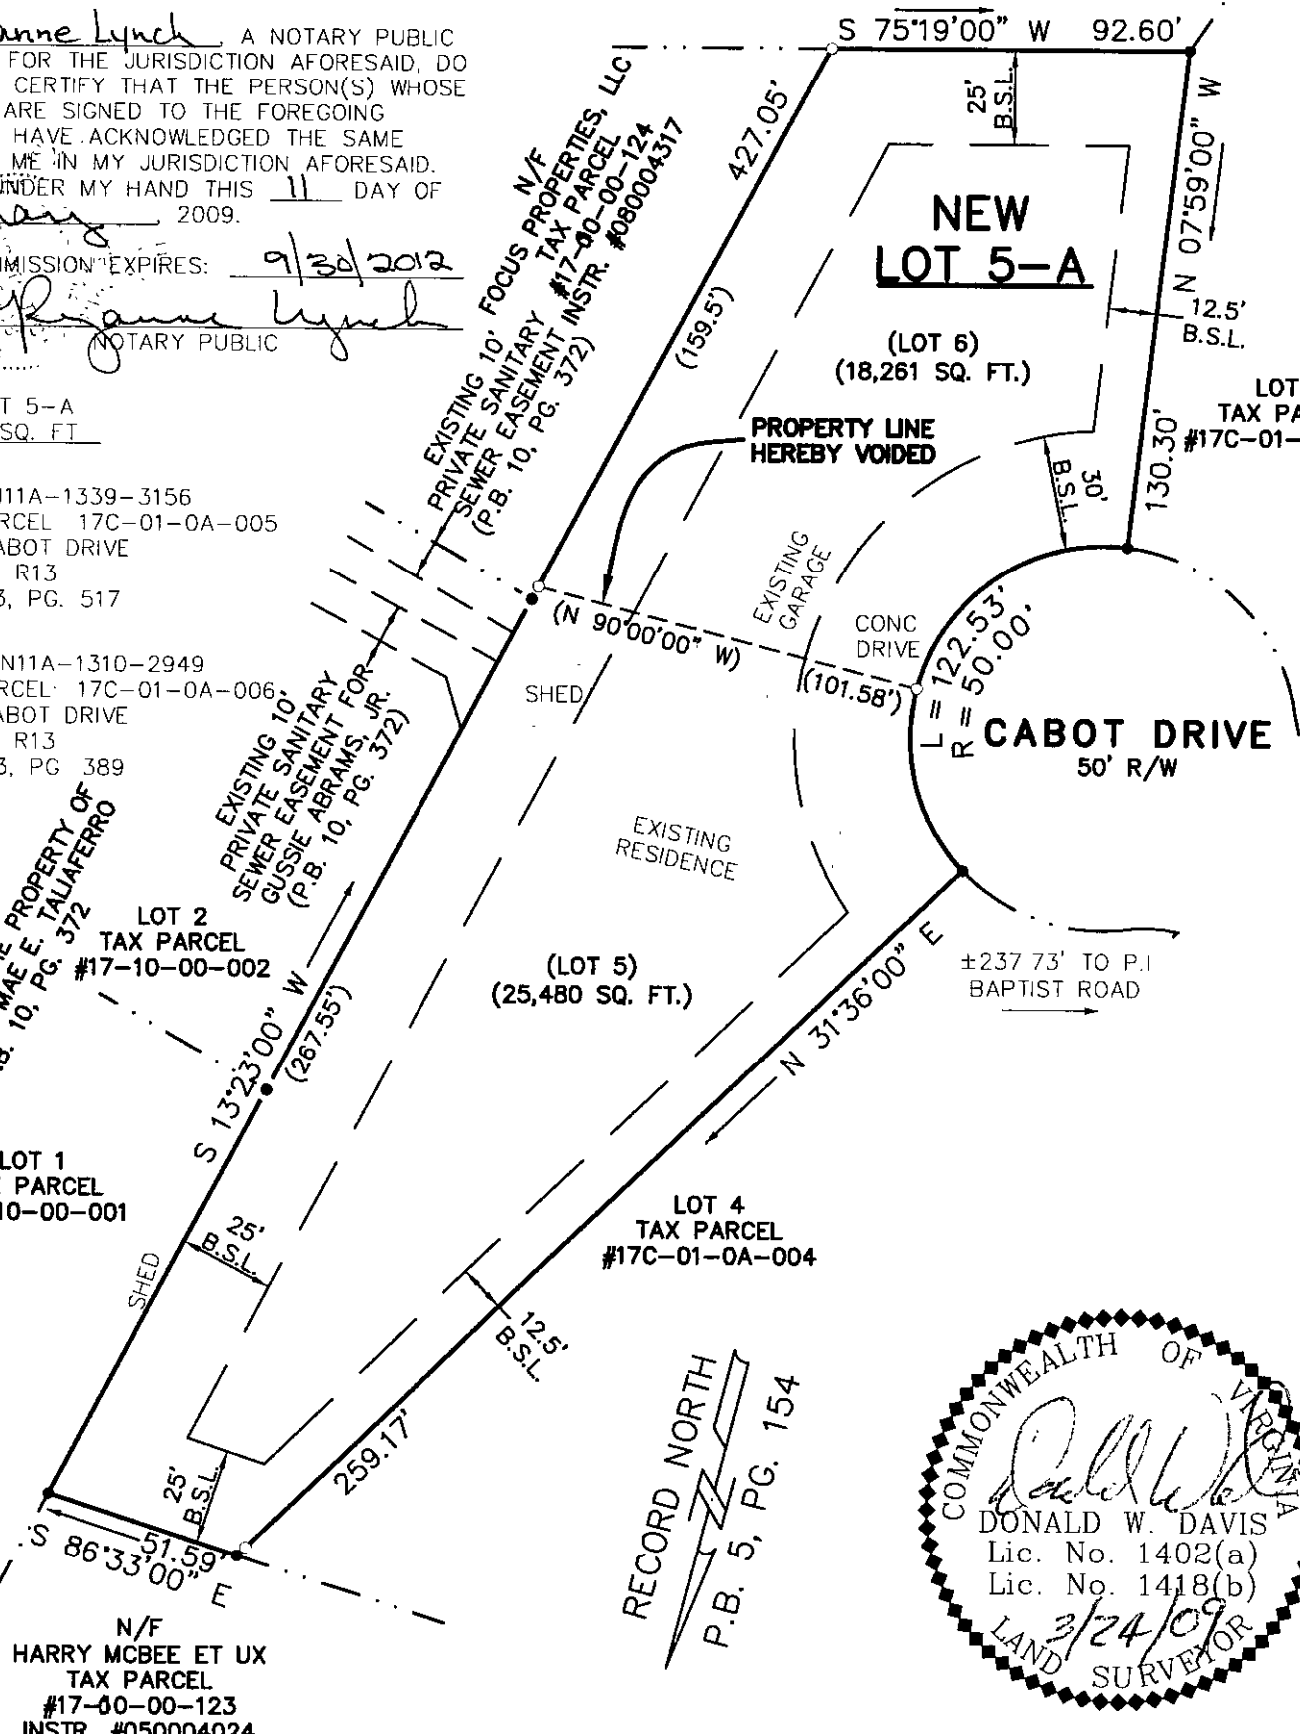 anne Lynch, A NOTARY PUBLIC
FOR THE JURISDICTION AFORESAID, DO
CERTIFY THAT THE PERSON(S) WHOSE
ARE SIGNED TO THE FOREGOING
HAVE ACKNOWLEDGED THE SAME
ME IN MY JURISDICTION AFORESAID.
UNDER MY HAND THIS 11 DAY OF
2009.
MMISSION EXPIRES: 9/30/2012
Lynch
NOTARY PUBLIC
T 5-A
SQ. FT
N11A-1339-3156
RCEL 17C-01-0A-005
ABOT DRIVE
R13
3, PG. 517
N11A-1310-2949
RCEL 17C-01-0A-006
ABOT DRIVE
R13
3, PG 389
S 75°19'00" W 92.60'
N/F
FOCUS PROPERTIES, LLC
TAX PARCEL
#17-00-00-124
INSTR. #080004317
427.05'
(159.5')
25'
B.S.L.
NEW
LOT 5-A
N 07°59'00" W
130.30'
12.5'
B.S.L.
(LOT 6)
(18,261 SQ. FT.)
LOT
TAX PA
#17C-01-
PROPERTY LINE
HEREBY VOIDED
30'
B.S.L.
EXISTING 10'
PRIVATE SANITARY
SEWER EASEMENT
(P.B. 10, PG. 372)
(N 90°00'00" W)
(101.58')
EXISTING
GARAGE
CONC
DRIVE
L = 122.53'
R = 50.00'
CABOT DRIVE
50' R/W
SHED
EXISTING 10'
PRIVATE SANITARY
SEWER EASEMENT FOR
GUSSIE ABRAMS, JR.
(P.B. 10, PG. 372)
EXISTING
RESIDENCE
E PROPERTY OF
MAE E. TALIAFERRO
B. 10, PG. 372
LOT 2
TAX PARCEL
#17-10-00-002
(LOT 5)
(25,480 SQ. FT.)
±237 73' TO P.I
BAPTIST ROAD
S 13°23'00" W
(267.55')
N 31°36'00" E
259.17'
LOT 1
PARCEL
10-00-001
SHED
25'
B.S.L.
LOT 4
TAX PARCEL
#17C-01-0A-004
12.5'
B.S.L.
25'
B.S.L.
51.59'
S 86°33'00" E
N/F
HARRY MCBEE ET UX
TAX PARCEL
#17-00-00-123
INSTR. #050004024
RECORD NORTH
P.B. 5, PG. 154
COMMONWEALTH OF VIRGINIA
DONALD W. DAVIS
Lic. No. 1402(a)
Lic. No. 1418(b)
3/24/09
LAND SURVEYOR